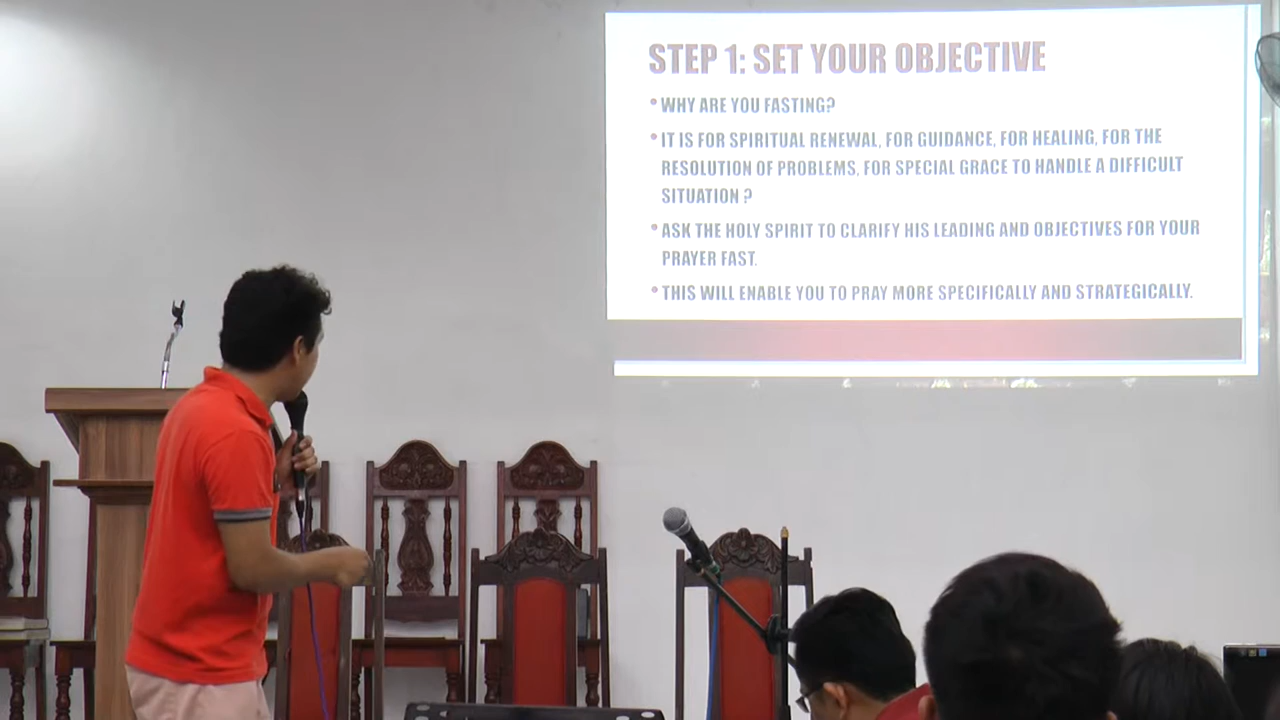 STEP 1: SET YOUR OBJECTIVE
• WHY ARE YOU FASTING?
• IT IS FOR SPIRITUAL RENEWAL, FOR GUIDANCE, FOR HEALING, FOR THE
RESOLUTION OF PROBLEMS, FOR SPECIAL GRACE TO HANDLE A DIFFICULT
SITUATION ?
• ASK THE HOLY SPIRIT TO CLARIFY HIS LEADING AND OBJECTIVES FOR YOUR
PRAYER FAST.
• THIS WILL ENABLE YOU TO PRAY MORE SPECIFICALLY AND STRATEGICALLY.